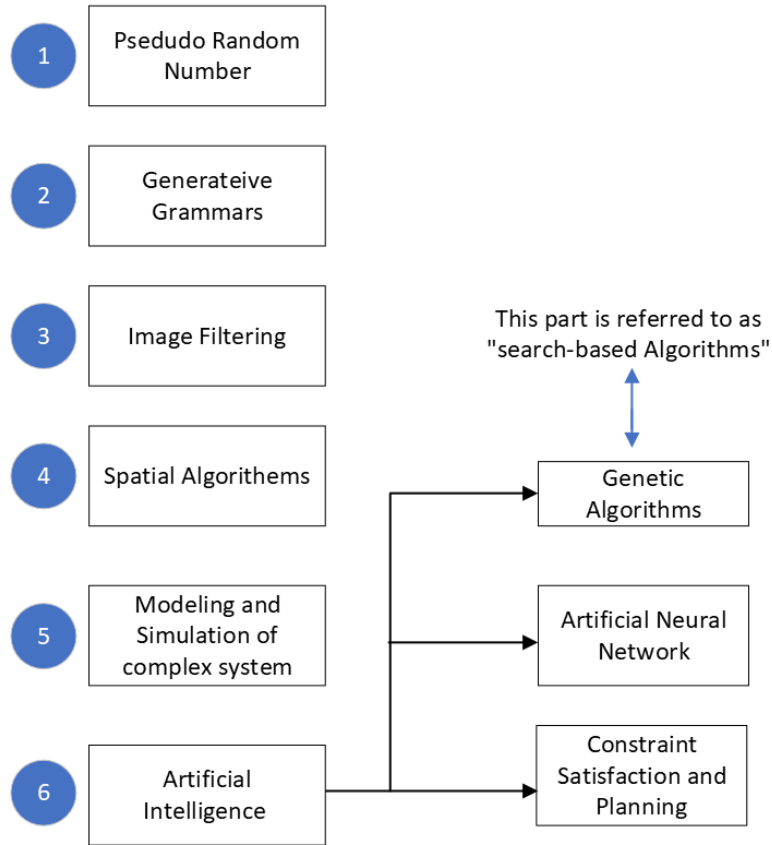 1
Psedudo Random
Number
2
Generateive
Grammars
3
Image Filtering
This part is referred to as
"search-based Algorithms"
4
Spatial Algorithems
Genetic
Algorithms
5
Modeling and
Simulation of
complex system
Artificial Neural
Network
6
Artificial
Intelligence
Constraint
Satisfaction and
Planning